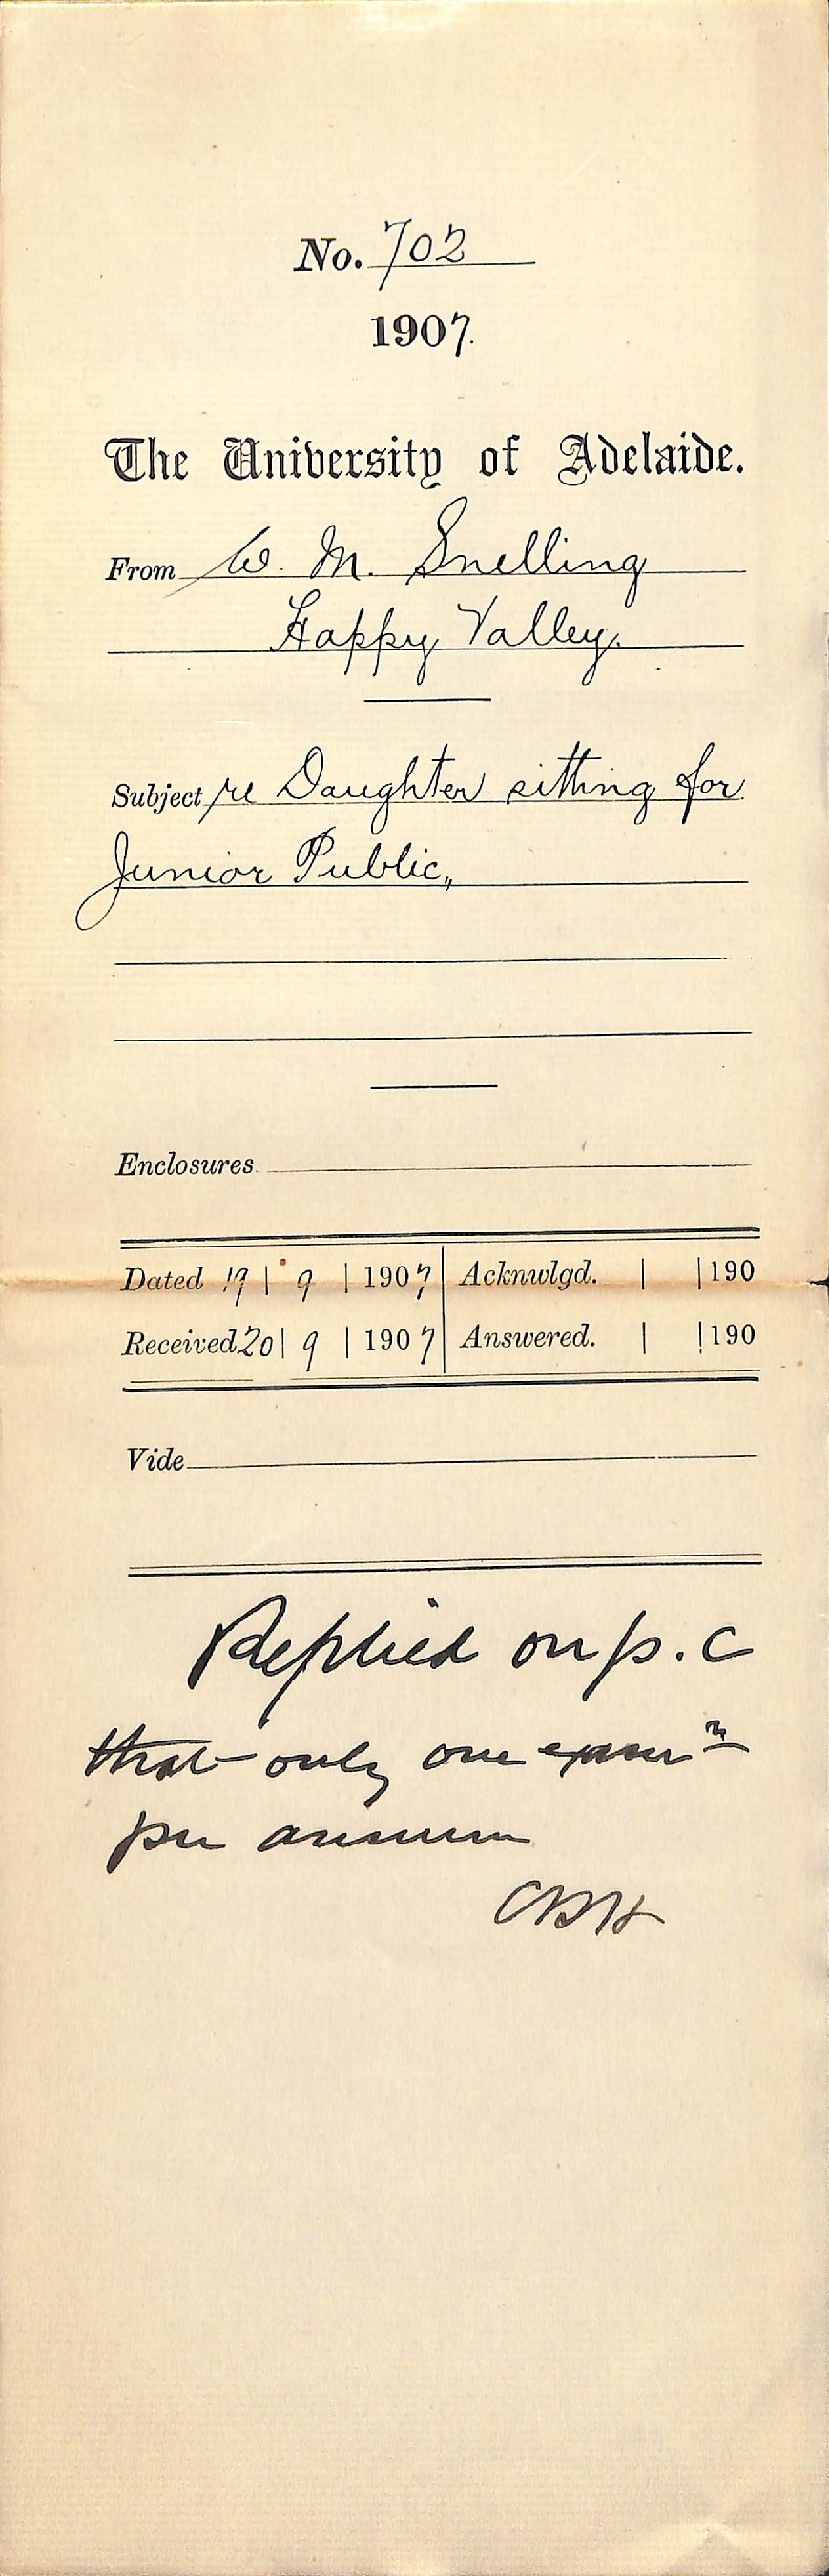 No. 702
1907.
The University of Adelaide.
From W. M. Snelling
Happy Valley.
Subject re Daughter sitting for
Junior Public,,
Enclosures
Dated 19 | 9 | 1907 | Acknwlgd. | | 190
Received 20 | 9 | 1907 | Answered. | | 190
Vide
Replied on p.c
that only one examn
per annum